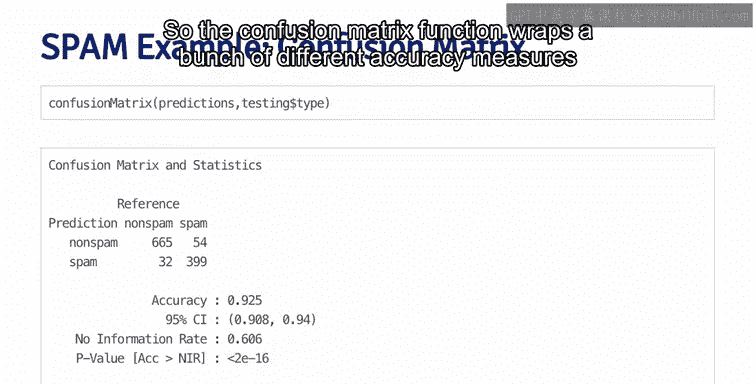 SPAM Example: Confusion Matrix
So the confusion matrix function wraps a
bunch of different accuracy measures
confusionMatrix(predictions,testing$type)
Confusion Matrix and Statistics
Reference
Prediction nonspam spam
nonspam 665 54
spam 32 399
Accuracy : 0.925
95% CI : (0.908, 0.94)
No Information Rate : 0.606
P-Value [Acc > NIR] : <2e-16